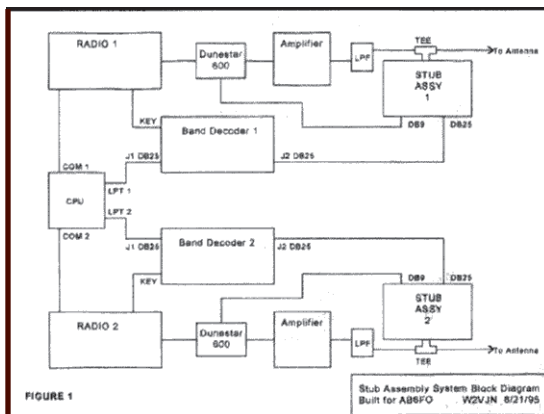 RADIO 1
Dunestar
600
Amplifier
LPF
TEE
To Antenna
STUB
ASSY
1
KEY
Band Decoder 1
DB9
DB25
COM 1
J1 DB25
J2 DB25
LPT 1
CPU
LPT 2
COM 2
J1 DB25
Band Decoder 2
J2 DB25
KEY
DB9
DB25
STUB
ASSY
2
RADIO 2
Dunestar
600
Amplifier
LPF
TEE
To Antenna
FIGURE 1
Stub Assembly System Block Diagram
Built for AB6FO W2VJN 8/21/95